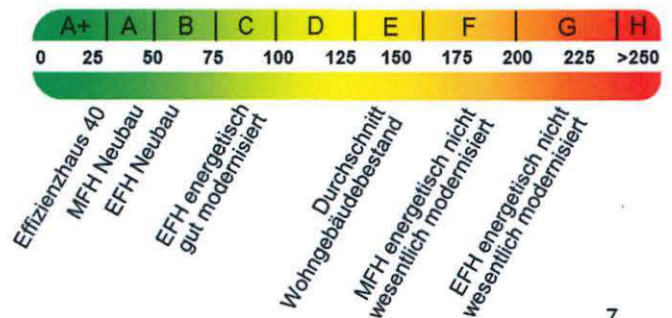 A+ A B C D E F G H
0 25 50 75 100 125 150 175 200 225 >250
Effizienzhaus 40
MFH Neubau
EFH Neubau
EFH energetisch
gut modernisiert
Durchschnitt
Wohngebäudebestand
MFH energetisch nicht
wesentlich modernisiert
EFH energetisch nicht
wesentlich modernisiert
7